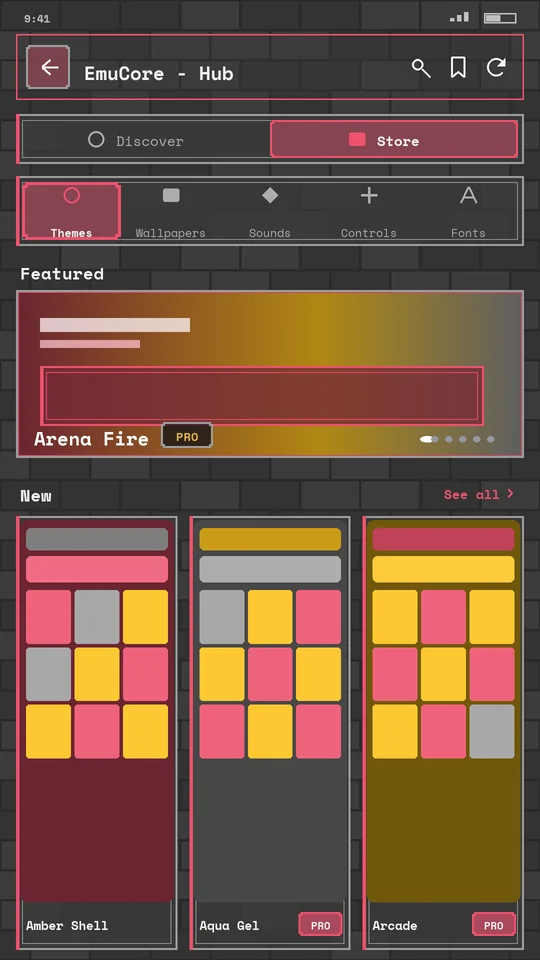 9:41
EmuCore - Hub
Discover
Store
Themes
Wallpapers
Sounds
Controls
Fonts
Featured
Arena Fire PRO
New
See all
Amber Shell
Aqua Gel PRO
Arcade PRO